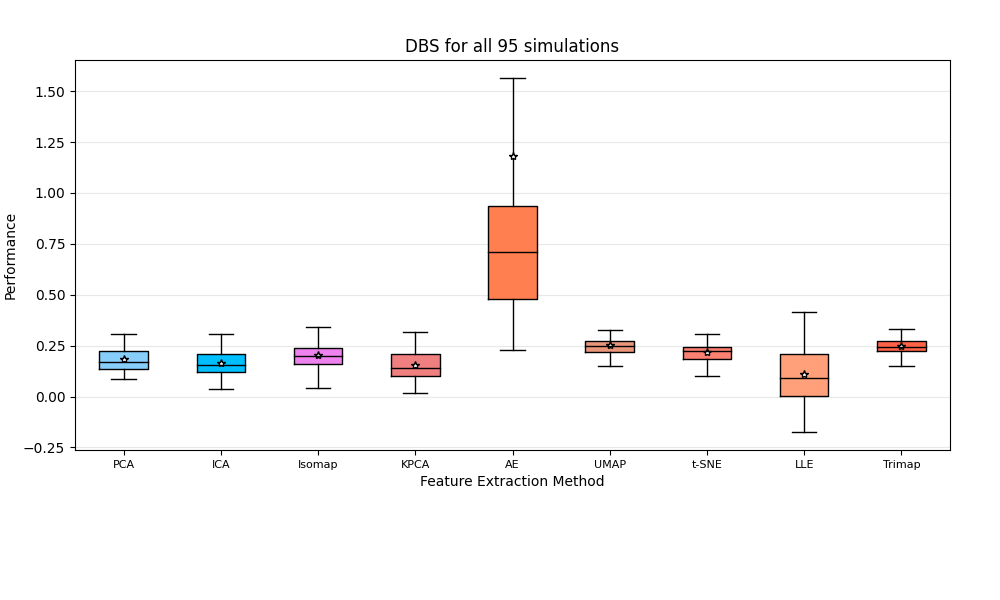 DBS for all 95 simulations
Performance
1.50
1.25
1.00
0.75
0.50
0.25
0.00
−0.25
PCA ICA Isomap KPCA AE UMAP t-SNE LLE Trimap
Feature Extraction Method